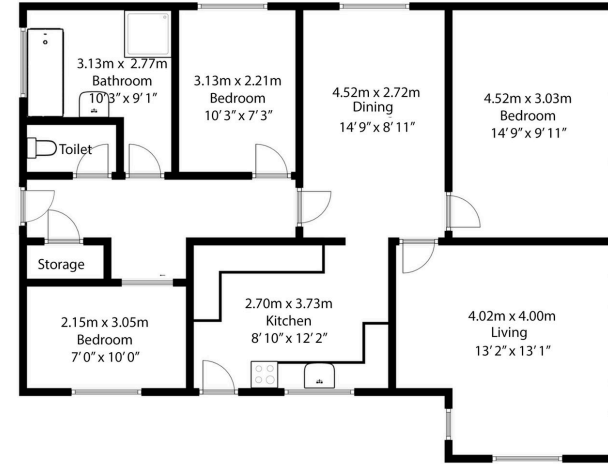 3.13m x 2.77m
Bathroom
10'3" x 9'1"
3.13m x 2.21m
Bedroom
10'3" x 7'3"
4.52m x 2.72m
Dining
14'9" x 8'11"
4.52m x 3.03m
Bedroom
14'9" x 9'11"
Toilet
Storage
2.15m x 3.05m
Bedroom
7'0" x 10'0"
2.70m x 3.73m
Kitchen
8'10" x 12'2"
4.02m x 4.00m
Living
13'2" x 13'1"